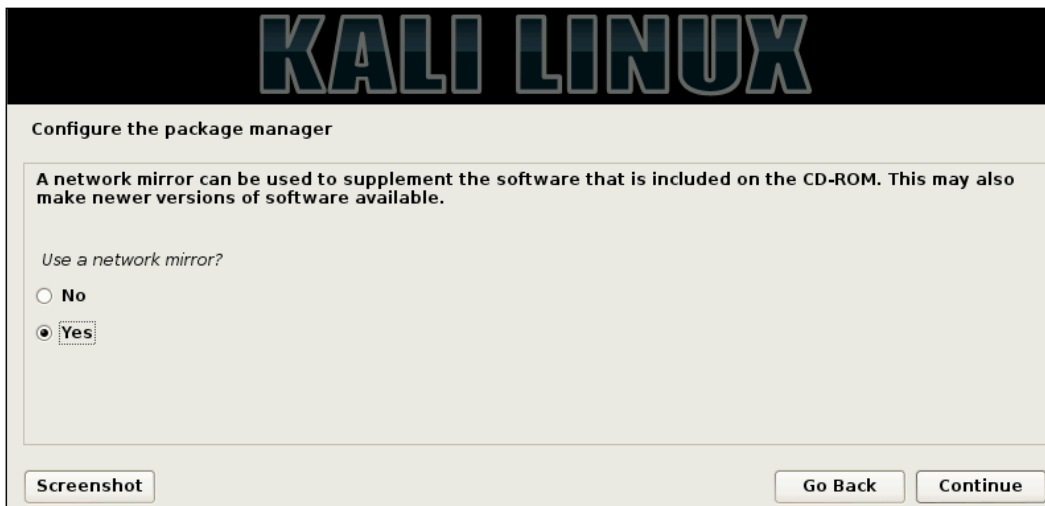 KALI LINUX
Configure the package manager
A network mirror can be used to supplement the software that is included on the CD-ROM. This may also
make newer versions of software available.
Use a network mirror?
No
Yes
Screenshot
Go Back
Continue